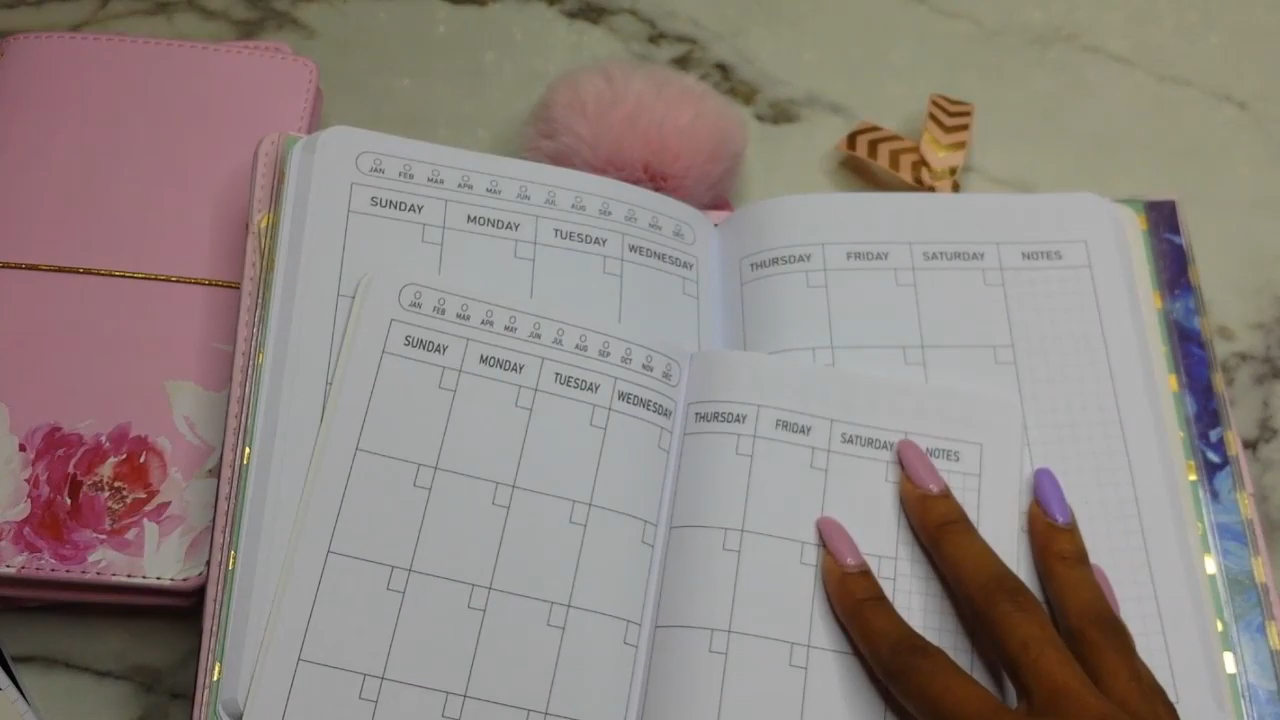 JAN FEB MAR APR MAY JUN JUL AUG SEP OCT NOV DEC
SUNDAY MONDAY TUESDAY WEDNESDAY THURSDAY FRIDAY SATURDAY NOTES
JAN FEB MAR APR MAY JUN JUL AUG SEP OCT NOV DEC
SUNDAY MONDAY TUESDAY WEDNESDAY THURSDAY FRIDAY SATURDAY NOTES